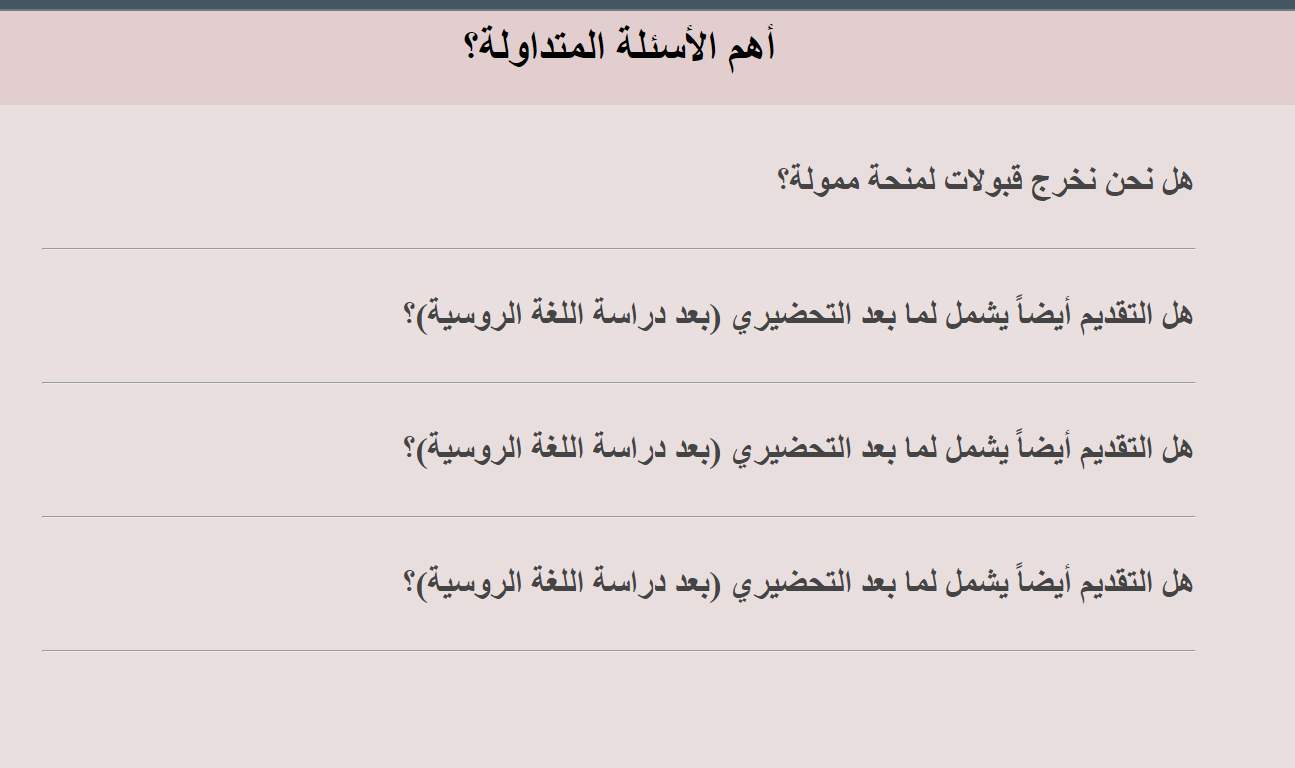 أهم الأسئلة المتداولة؟
هل نحن نخرج قبولات لمنحة ممولة؟
هل التقديم أيضاً يشمل لما بعد التحضيري (بعد دراسة اللغة الروسية)؟
هل التقديم أيضاً يشمل لما بعد التحضيري (بعد دراسة اللغة الروسية)؟
هل التقديم أيضاً يشمل لما بعد التحضيري (بعد دراسة اللغة الروسية)؟